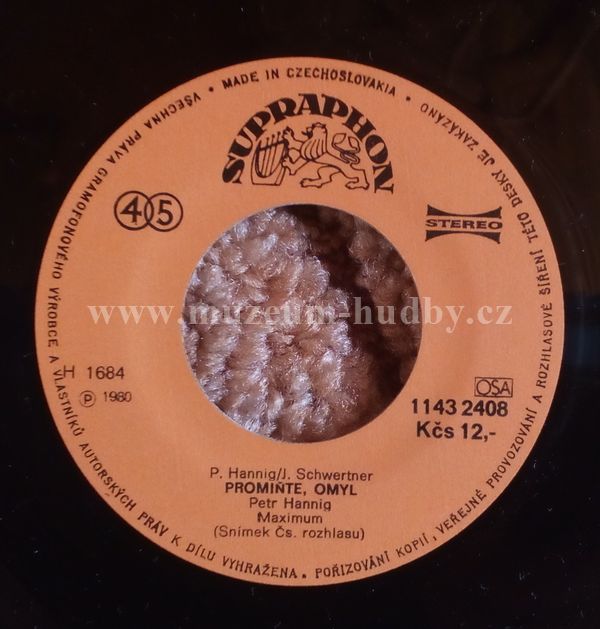 VŠECHNA PRÁVA GRAMOFONOVÉHO VÝROBCE A VLASTNÍKŮ AUTORSKÝCH PRÁV K DÍLU VYHRAŽENA. POŘIZOVÁNÍ KOPIÍ, VEŘEJNÉ PROVOZOVÁNÍ A ROZHLASOVÉ ŠÍŘENÍ TÉTO DESKY JE ZAKÁZÁNO • MADE IN CZECHOSLOVAKIA •
SUPRAPHON
45
STEREO
www.muzeum-hudby.cz
H 1684
Ⓟ 1980
OSA
1143 2408
Kčs 12,-
P. Hannig/J. Schwertner
PROMIŇTE, OMYL
Petr Hannig
Maximum
(Snímek Čs. rozhlasu)